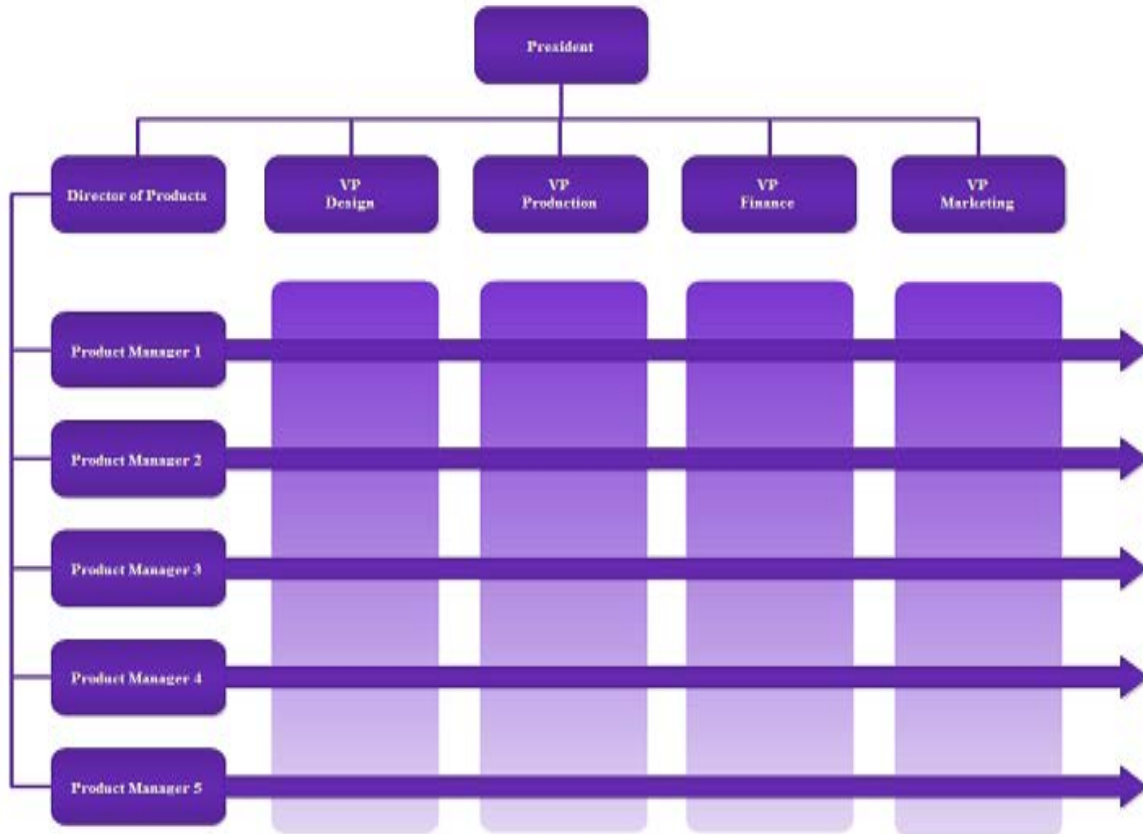 President
Director of Products
VP
Design
VP
Production
VP
Finance
VP
Marketing
Product Manager 1
Product Manager 2
Product Manager 3
Product Manager 4
Product Manager 5